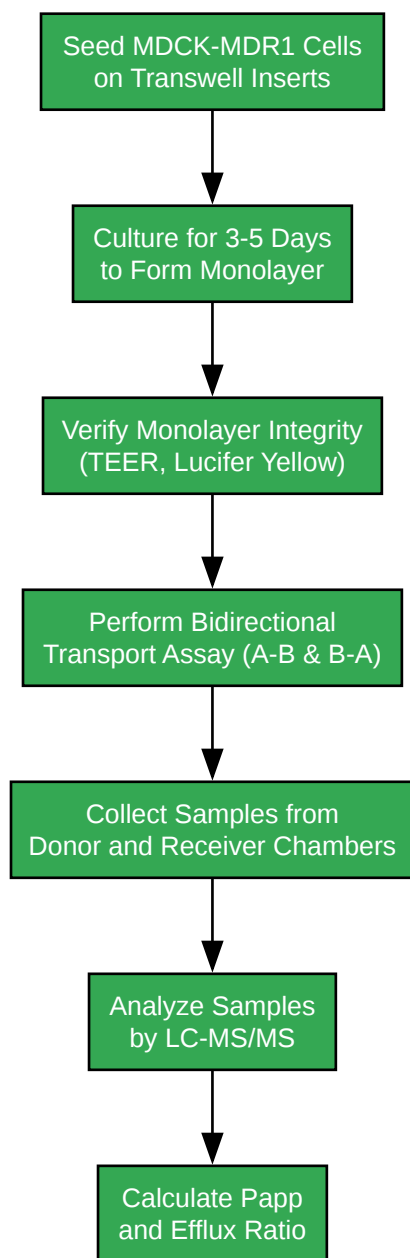 Seed MDCK-MDR1 Cells
on Transwell Inserts
Culture for 3-5 Days
to Form Monolayer
Verify Monolayer Integrity
(TEER, Lucifer Yellow)
Perform Bidirectional
Transport Assay (A-B & B-A)
Collect Samples from
Donor and Receiver Chambers
Analyze Samples
by LC-MS/MS
Calculate Papp
and Efflux Ratio